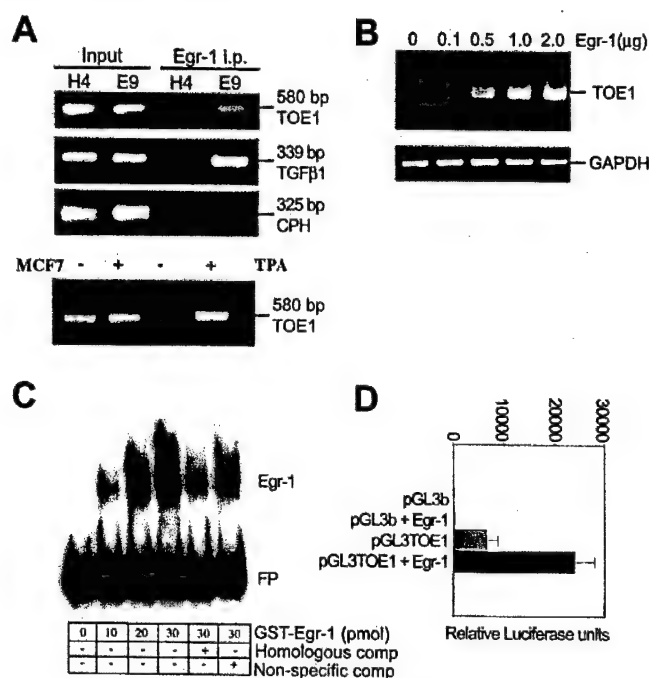 A
Input Egr-1 i.p.
H4 E9 H4 E9
580 bp
TOE1
339 bp
TGFβ1
325 bp
CPH
MCF7 - + - + TPA
580 bp
TOE1
B
0 0.1 0.5 1.0 2.0 Egr-1(µg)
TOE1
GAPDH
C
Egr-1
FP
0 10 20 30 30 30 GST-Egr-1 (pmol)
- - - - + - Homologous comp
- - - - - + Non-specific comp
D
0 10000 20000 30000
pGL3b
pGL3b + Egr-1
pGL3TOE1
pGL3TOE1 + Egr-1
Relative Luciferase units